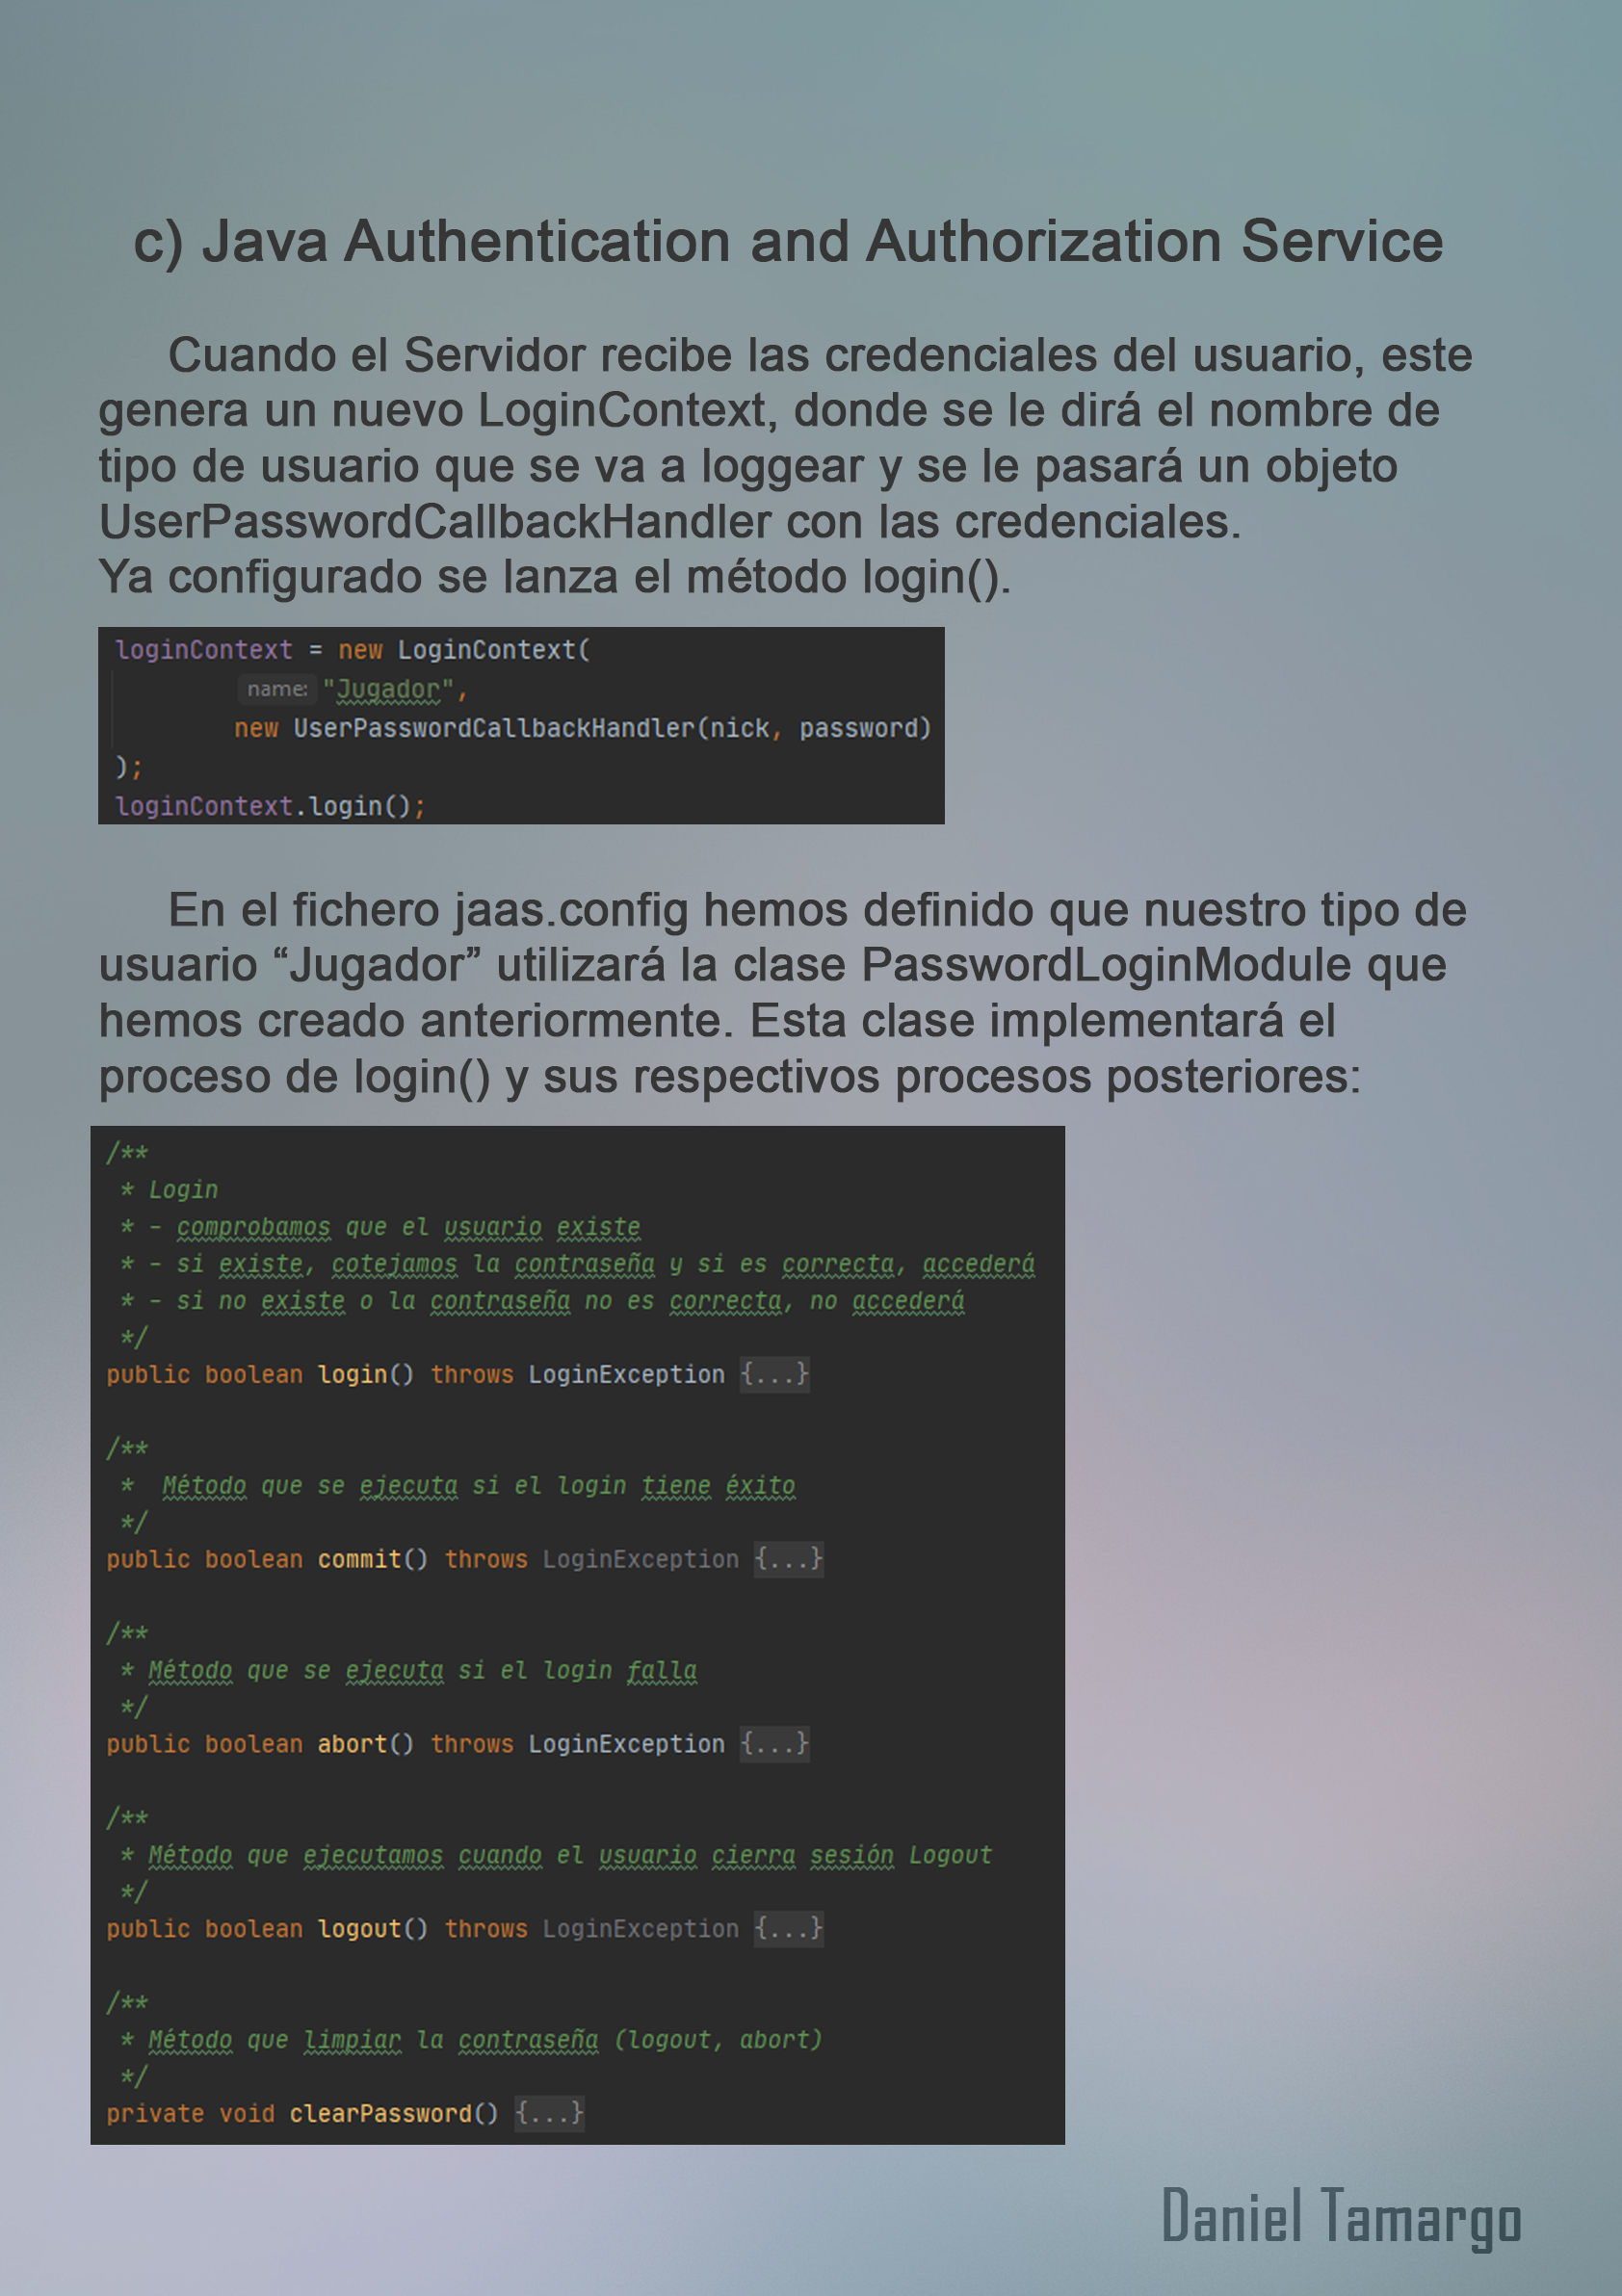 c) Java Authentication and Authorization Service
Cuando el Servidor recibe las credenciales del usuario, este
genera un nuevo LoginContext, donde se le dirá el nombre de
tipo de usuario que se va a loggear y se le pasará un objeto
UserPasswordCallbackHandler con las credenciales.
Ya configurado se lanza el método login().
loginContext = new LoginContext(
name: "Jugador",
new UserPasswordCallbackHandler(nick, password)
);
loginContext.login();
En el fichero jaas.config hemos definido que nuestro tipo de
usuario “Jugador” utilizará la clase PasswordLoginModule que
hemos creado anteriormente. Esta clase implementará el
proceso de login() y sus respectivos procesos posteriores:
/**
* Login
* - comprobamos que el usuario existe
* - si existe, cotejamos la contraseña y si es correcta, accederá
* - si no existe o la contraseña no es correcta, no accederá
*/
public boolean login() throws LoginException {...}
/**
*  Método que se ejecuta si el login tiene éxito
*/
public boolean commit() throws LoginException {...}
/**
* Método que se ejecuta si el login falla
*/
public boolean abort() throws LoginException {...}
/**
* Método que ejecutamos cuando el usuario cierra sesión Logout
*/
public boolean logout() throws LoginException {...}
/**
* Método que limpiar la contraseña (logout, abort)
*/
private void clearPassword() {...}
Daniel Tamargo